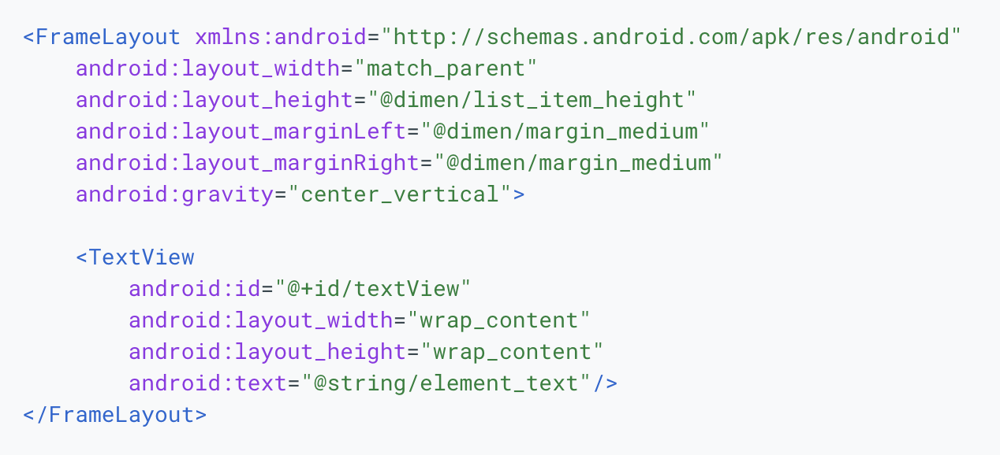 <FrameLayout xmlns:android="http://schemas.android.com/apk/res/android"
    android:layout_width="match_parent"
    android:layout_height="@dimen/list_item_height"
    android:layout_marginLeft="@dimen/margin_medium"
    android:layout_marginRight="@dimen/margin_medium"
    android:gravity="center_vertical">

    <TextView
        android:id="@+id/textView"
        android:layout_width="wrap_content"
        android:layout_height="wrap_content"
        android:text="@string/element_text"/>
</FrameLayout>